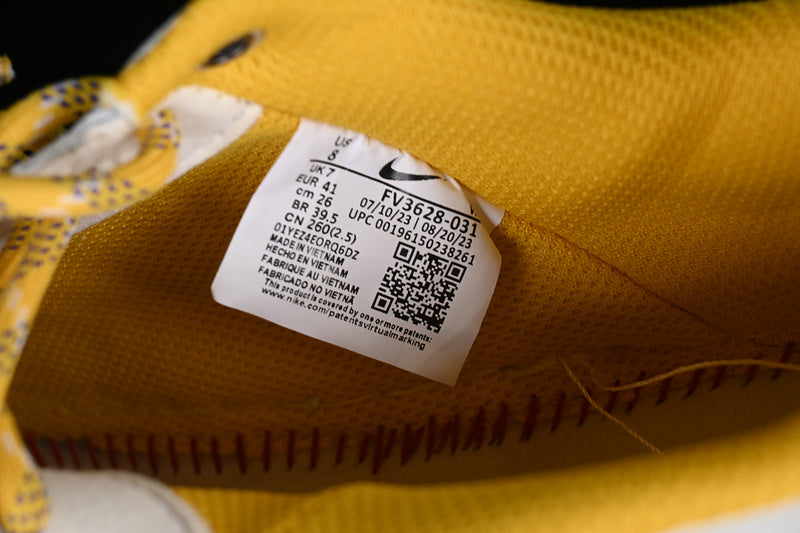 US 8
UK 7
EUR 41
cm 26
BR 39.5
CN 260(2.5)
FV3628-031
07/10/23 | 08/20/23
UPC 00196150238261
01YEZ4EORQ6DZ
MADE IN VIETNAM
HECHO EN VIETNAM
FABRIQUE AU VIETNAM
FABRICADO NO VIETNÃ
This product is covered by one or more patents:
www.nike.com/patentsvirtualmarking